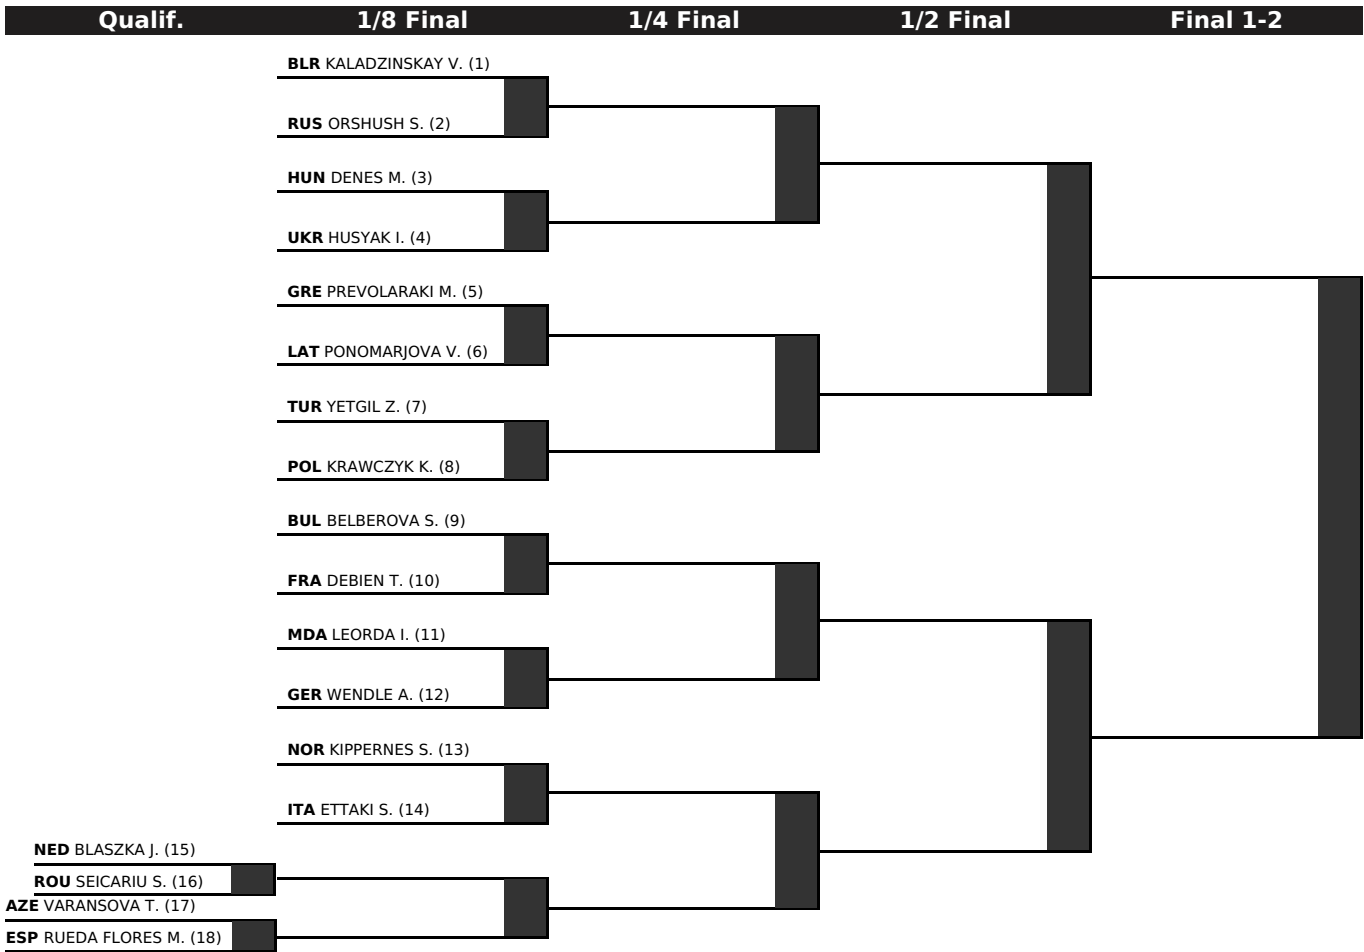 Qualif. 1/8 Final 1/4 Final 1/2 Final Final 1-2
BLR KALADZINSKAY V. (1)
RUS ORSHUSH S. (2)
HUN DENES M. (3)
UKR HUSYAK I. (4)
GRE PREVOLARAKI M. (5)
LAT PONOMARJOVA V. (6)
TUR YETGIL Z. (7)
POL KRAWCZYK K. (8)
BUL BELBEROVA S. (9)
FRA DEBIEN T. (10)
MDA LEORDA I. (11)
GER WENDLE A. (12)
NOR KIPPERNES S. (13)
ITA ETTAKI S. (14)
NED BLASZKA J. (15)
ROU SEICARIU S. (16)
AZE VARANSOVA T. (17)
ESP RUEDA FLORES M. (18)